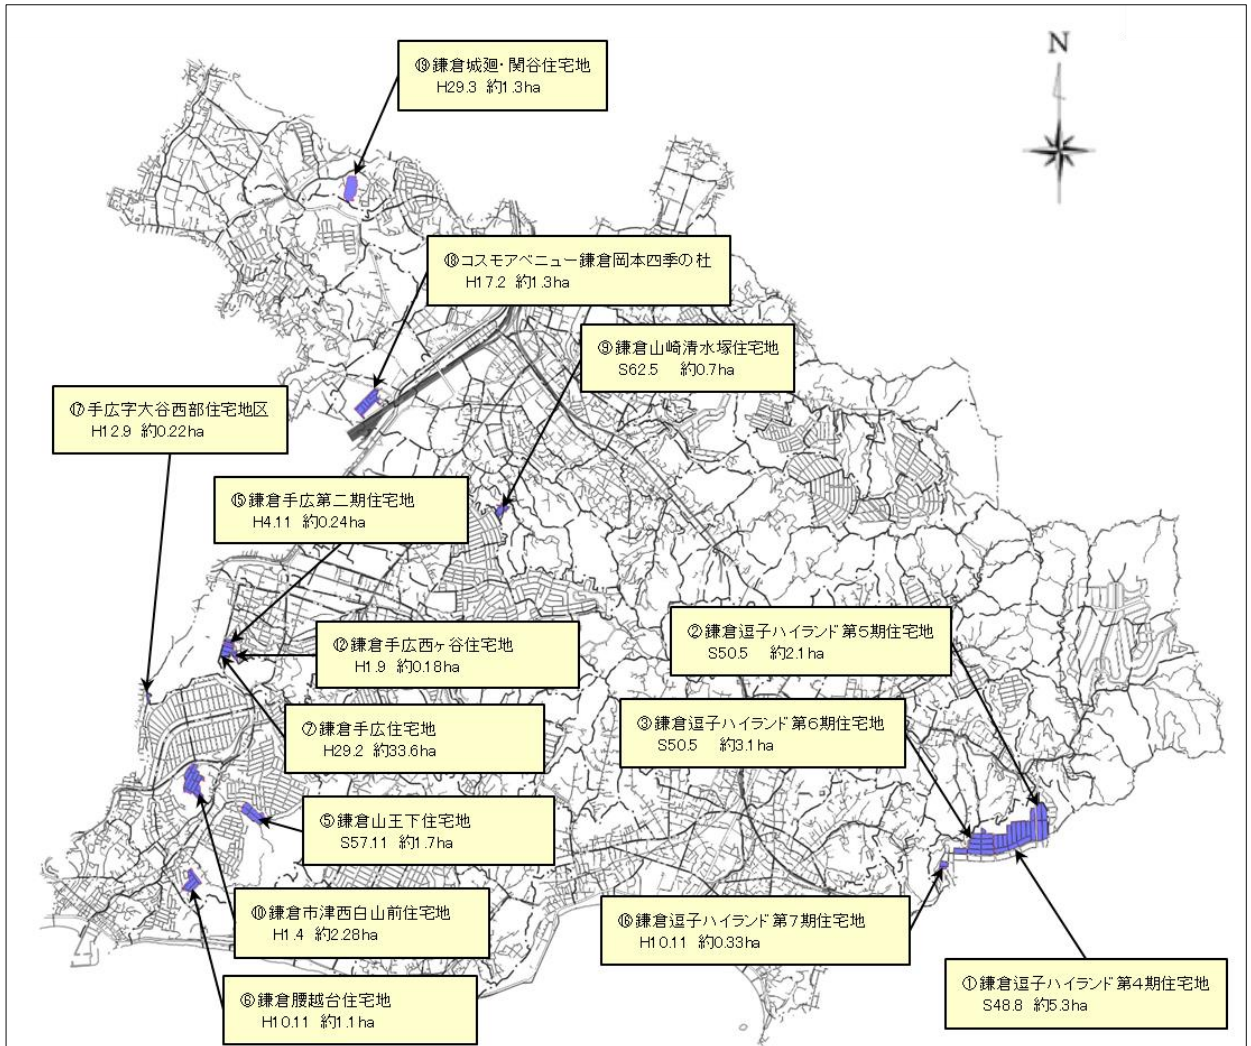 ⑲鎌倉城廻・関谷住宅地
H29.3 約1.3ha
N
⑱コスモアベニュー鎌倉岡本四季の杜
H17.2 約1.3ha
⑨鎌倉山崎清水塚住宅地
S62.5 約0.7ha
⑰手広字大谷西部住宅地区
H12.9 約0.22ha
⑮鎌倉手広第二期住宅地
H4.11 約0.24ha
⑫鎌倉手広西ヶ谷住宅地
H1.9 約0.18ha
②鎌倉逗子ハイランド第5期住宅地
S50.5 約2.1ha
⑦鎌倉手広住宅地
H29.2 約33.6ha
③鎌倉逗子ハイランド第6期住宅地
S50.5 約3.1ha
⑤鎌倉山王下住宅地
S57.11 約1.7ha
⑩鎌倉市津西白山前住宅地
H1.4 約2.28ha
⑯鎌倉逗子ハイランド第7期住宅地
H10.11 約0.33ha
⑥鎌倉腰越台住宅地
H10.11 約1.1ha
①鎌倉逗子ハイランド第4期住宅地
S48.8 約5.3ha